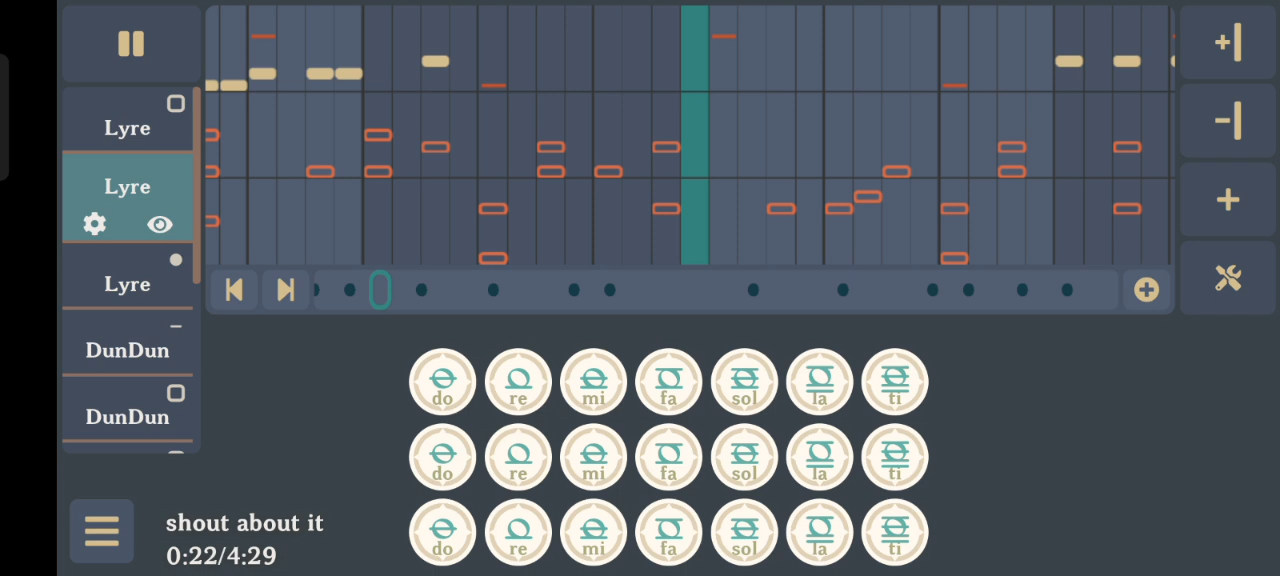 Lyre
Lyre
Lyre
DunDun
DunDun
do re mi fa sol la ti
do re mi fa sol la ti
do re mi fa sol la ti
shout about it
0:22/4:29